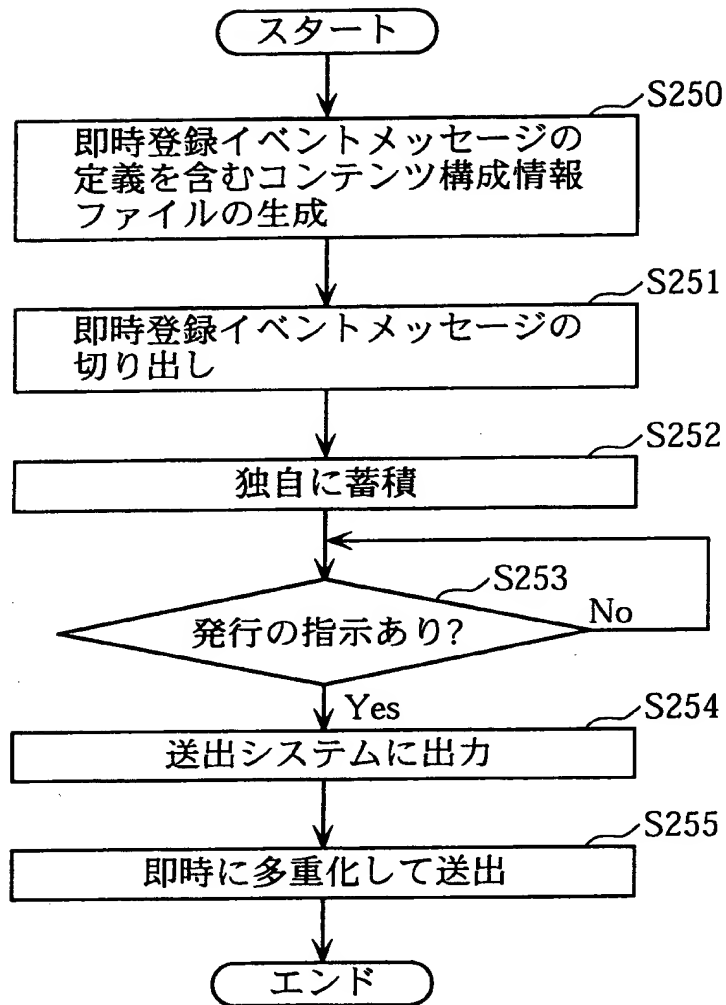 スタート
S250
即時登録イベントメッセージの
定義を含むコンテンツ構成情報
ファイルの生成
S251
即時登録イベントメッセージの
切り出し
S252
独自に蓄積
S253
発行の指示あり?
No
Yes
S254
送出システムに出力
S255
即時に多重化して送出
エンド